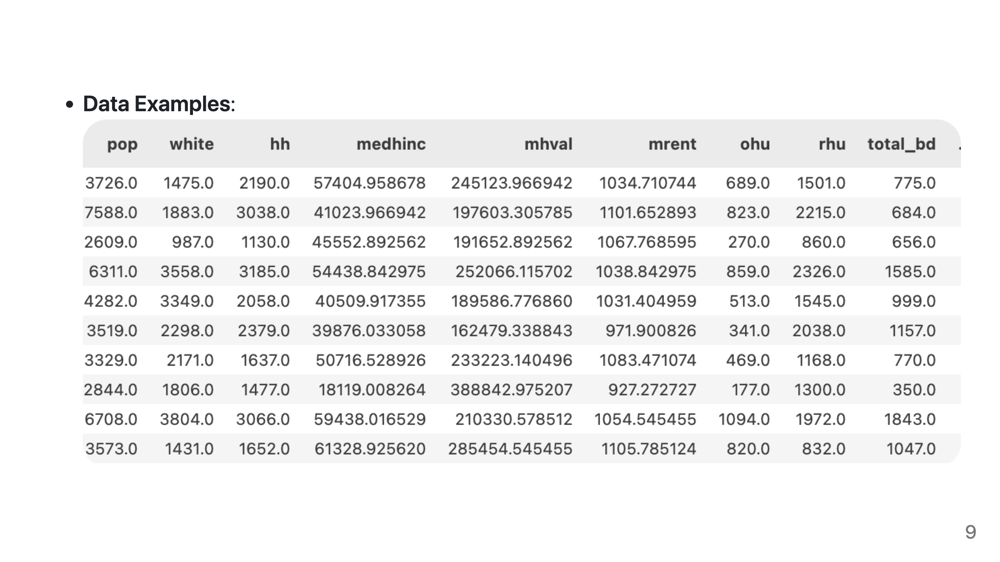 • Data Examples:
pop white hh medhinc mhval mrent ohu rhu total_bd .
3726.0 1475.0 2190.0 57404.958678 245123.966942 1034.710744 689.0 1501.0 775.0
7588.0 1883.0 3038.0 41023.966942 197603.305785 1101.652893 823.0 2215.0 684.0
2609.0 987.0 1130.0 45552.892562 191652.892562 1067.768595 270.0 860.0 656.0
6311.0 3558.0 3185.0 54438.842975 252066.115702 1038.842975 859.0 2326.0 1585.0
4282.0 3349.0 2058.0 40509.917355 189586.776860 1031.404959 513.0 1545.0 999.0
3519.0 2298.0 2379.0 39876.033058 162479.338843 971.900826 341.0 2038.0 1157.0
3329.0 2171.0 1637.0 50716.528926 233223.140496 1083.471074 469.0 1168.0 770.0
2844.0 1806.0 1477.0 18119.008264 388842.975207 927.272727 177.0 1300.0 350.0
6708.0 3804.0 3066.0 59438.016529 210330.578512 1054.545455 1094.0 1972.0 1843.0
3573.0 1431.0 1652.0 61328.925620 285454.545455 1105.785124 820.0 832.0 1047.0
9